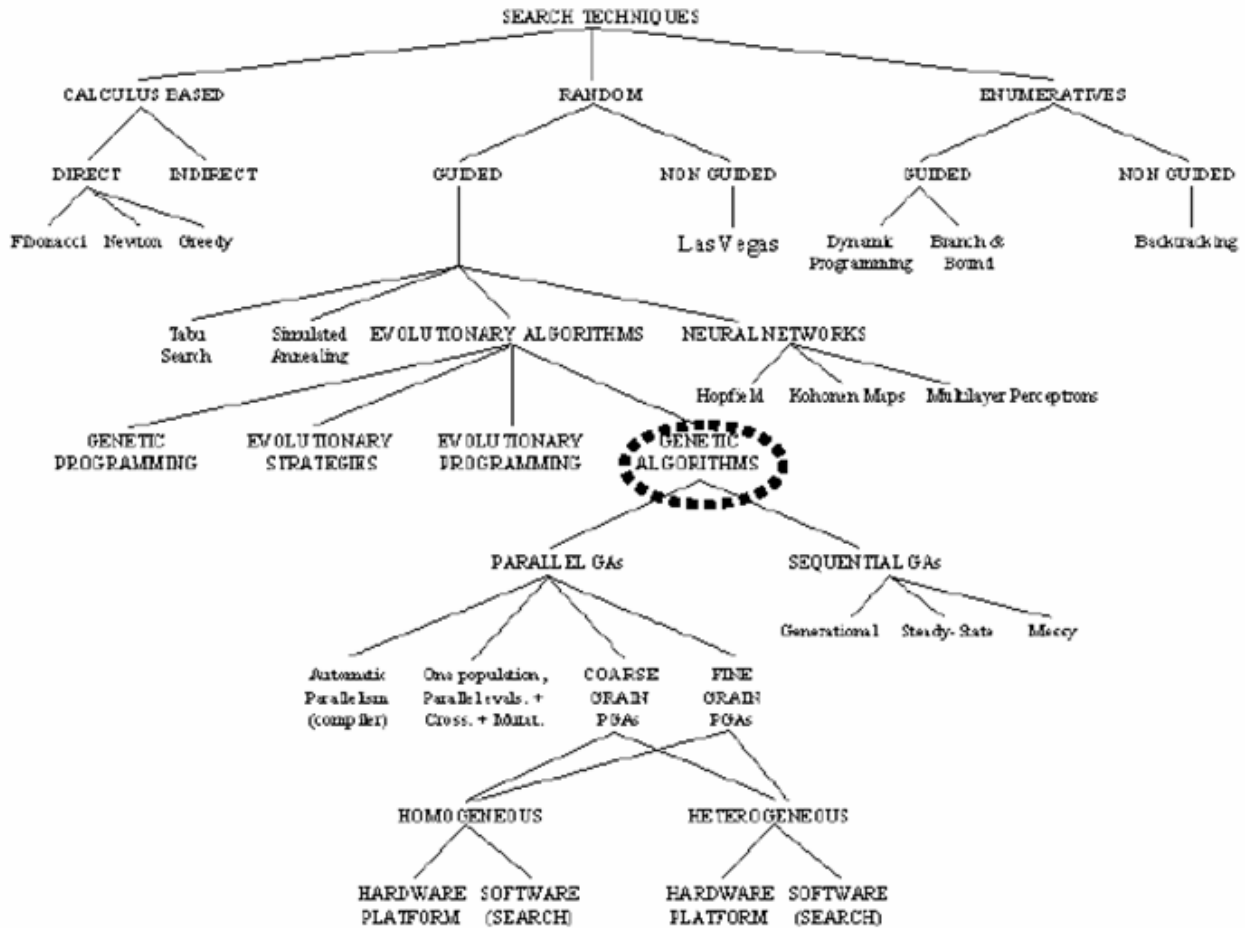 SEARCH TECHNIQUES
CALCULUS BASED
RANDOM
ENUMERATIVES
DIRECT
INDIRECT
GUIDED
NON GUIDED
GUIDED
NON GUIDED
Fibonacci
Newton
Greedy
Las Vegas
Dynamic
Programming
Branch &
Bound
Backtracking
Tabu
Search
Simulated
Annealing
EVOLUTIONARY ALGORITHMS
NEURAL NETWORKS
Hopfield
Kohonen Maps
Multilayer Perceptrons
GENETIC
PROGRAMMING
EVOLUTIONARY
STRATEGIES
EVOLUTIONARY
PROGRAMMING
GENETIC
ALGORITHMS
PARALLEL GAs
SEQUENTIAL GAs
Generational
Steady-State
Messy
Automatic
Parallelism
(compiler)
One population,
Parallel evals. +
Cross. + Mutat.
COARSE
GRAIN
PGAs
FINE
GRAIN
PGAs
HOMOGENEOUS
HETEROGENEOUS
HARDWARE
PLATFORM
SOFTWARE
(SEARCH)
HARDWARE
PLATFORM
SOFTWARE
(SEARCH)